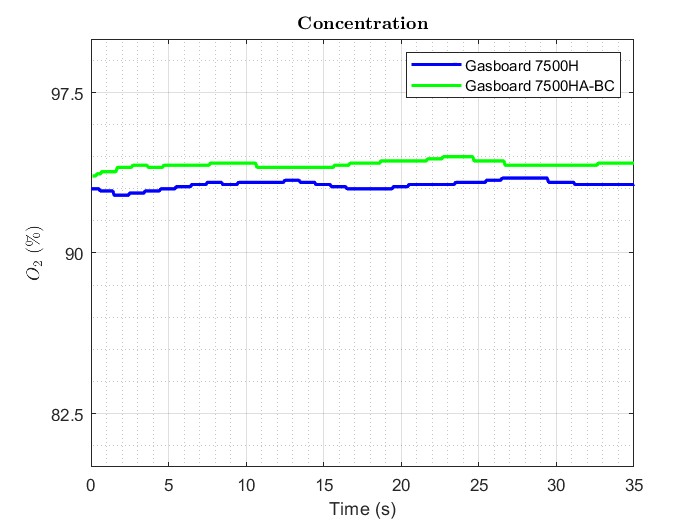 Concentration
Gasboard 7500H
Gasboard 7500HA-BC
97.5
90
82.5
O₂ (%)
0 5 10 15 20 25 30 35
Time (s)